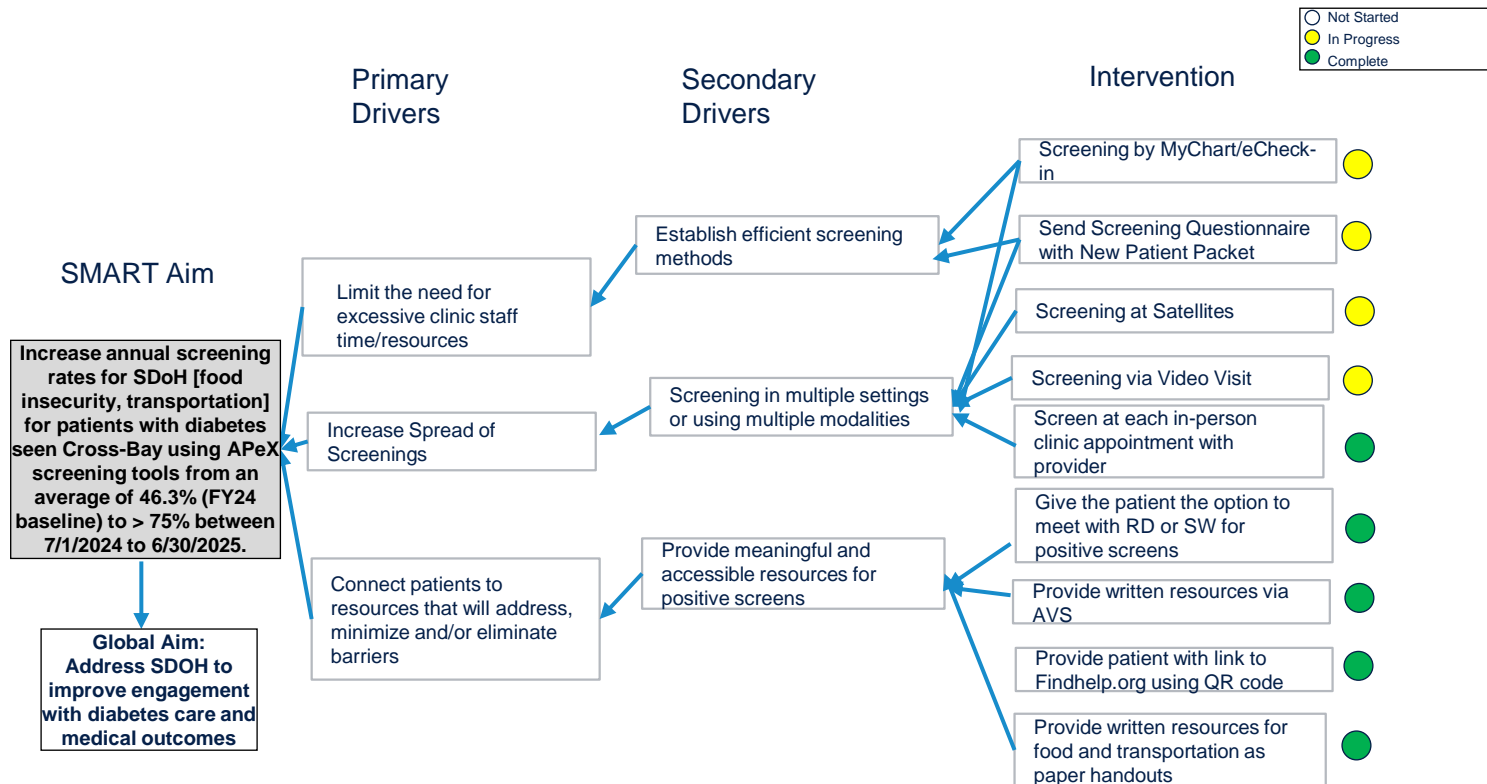 Not Started
In Progress
Complete
Primary
Drivers
Secondary
Drivers
Intervention
SMART Aim
Increase annual screening
rates for SDoH [food
insecurity, transportation]
for patients with diabetes
seen Cross-Bay using APeX
screening tools from an
average of 46.3% (FY24
baseline) to > 75% between
7/1/2024 to 6/30/2025.
Global Aim:
Address SDOH to
improve engagement
with diabetes care and
medical outcomes
Limit the need for
excessive clinic staff
time/resources
Increase Spread of
Screenings
Connect patients to
resources that will address,
minimize and/or eliminate
barriers
Establish efficient screening
methods
Screening in multiple settings
or using multiple modalities
Provide meaningful and
accessible resources for
positive screens
Screening by MyChart/eCheck-
in
Send Screening Questionnaire
with New Patient Packet
Screening at Satellites
Screening via Video Visit
Screen at each in-person
clinic appointment with
provider
Give the patient the option to
meet with RD or SW for
positive screens
Provide written resources via
AVS
Provide patient with link to
Findhelp.org using QR code
Provide written resources for
food and transportation as
paper handouts